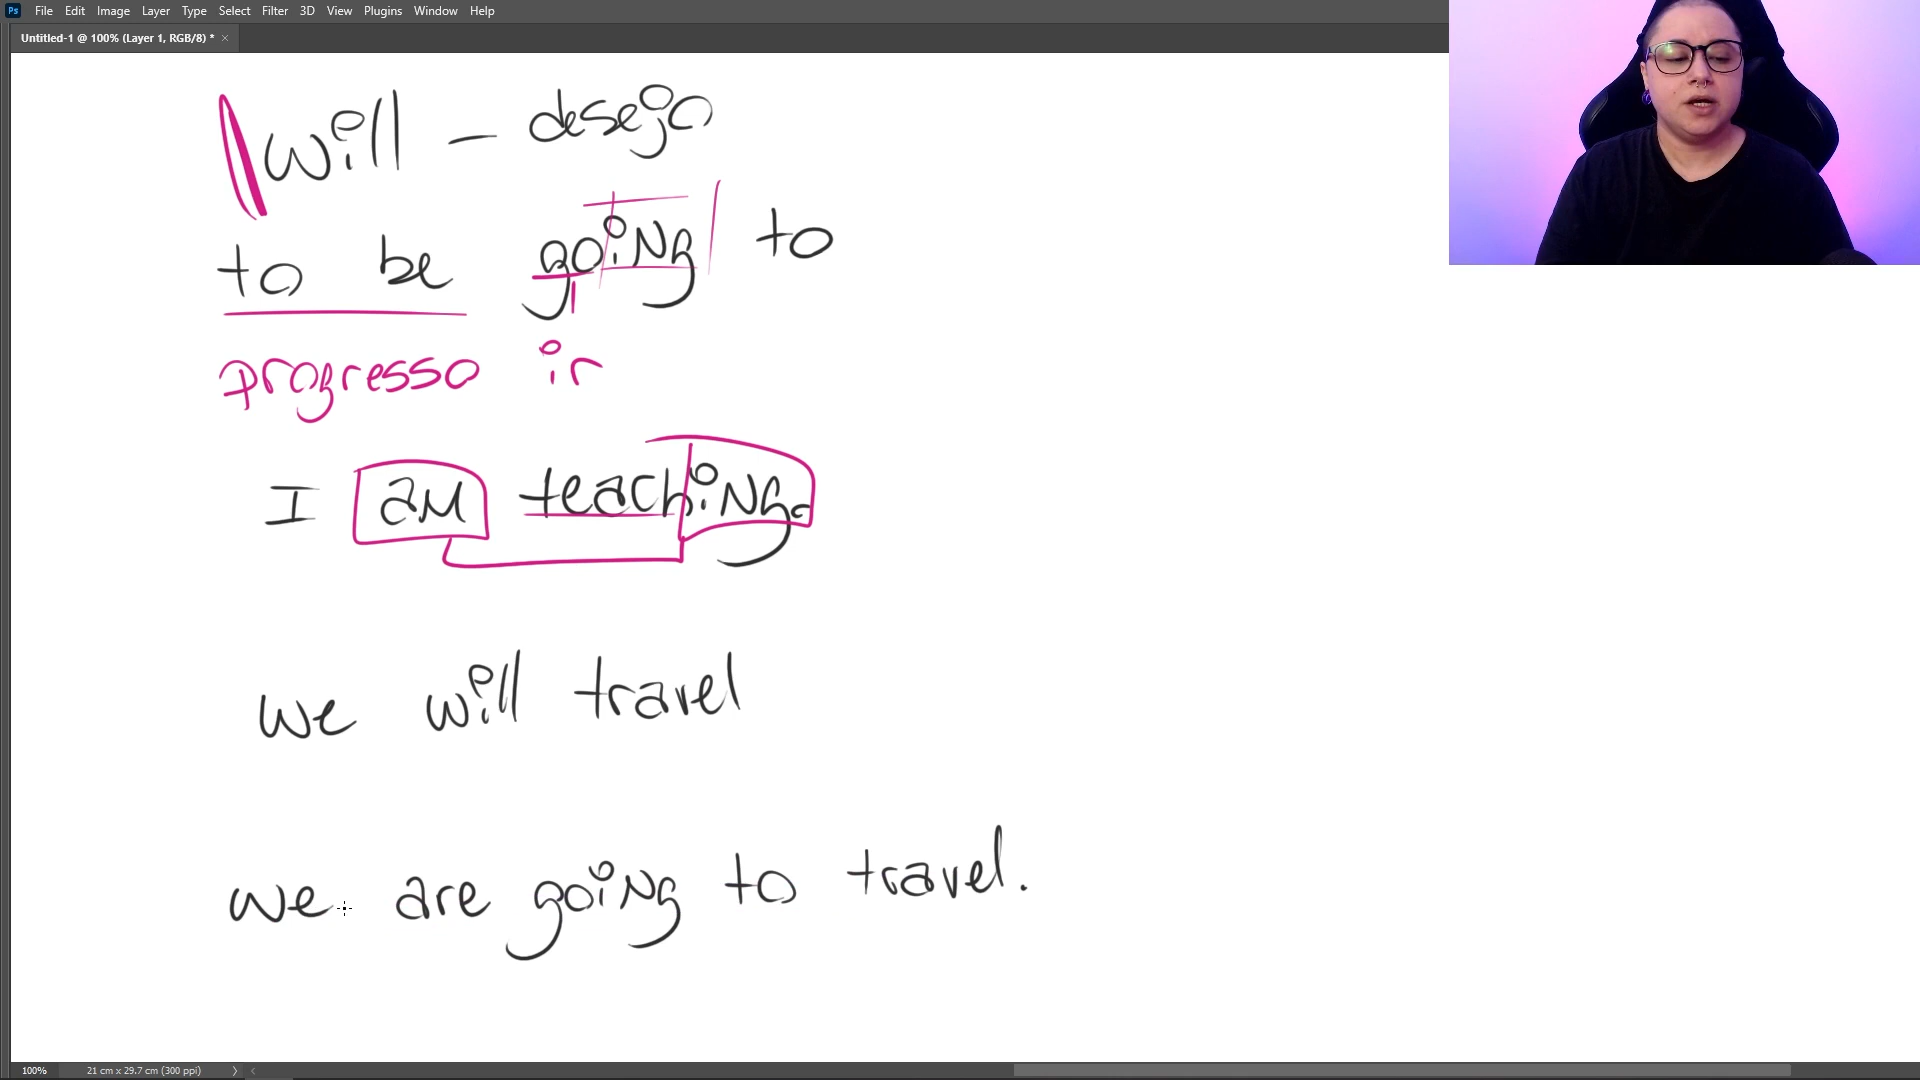 Ps File Edit Image Layer Type Select Filter 3D View Plugins Window Help
Untitled-1 @ 100% (Layer 1, RGB/8) * ×
will - desejo
to be going to
progresso ir
I am teaching.
we will travel
we are going to travel.
100% 21 cm x 29.7 cm (300 ppi)